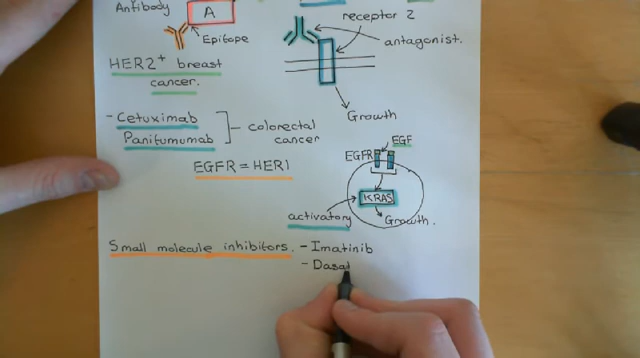 Antibody
A
Epitope
receptor 2
antagonist.
HER2+ breast
cancer.
Growth
- Cetuximab
Panitumumab
colorectal
cancer
EGFR = HER1
EGF
EGFR
KRAS
activatory
Growth.
Small molecule inhibitors. - Imatinib
- Dasat